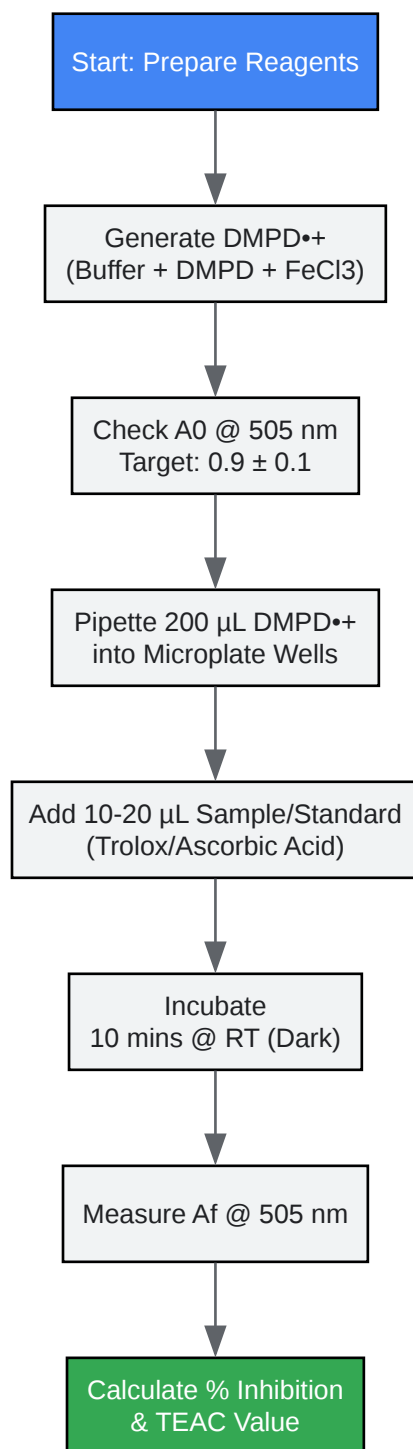 Start: Prepare Reagents
Generate DMPD•+
(Buffer + DMPD + FeCl3)
Check A0 @ 505 nm
Target: 0.9 ± 0.1
Pipette 200 µL DMPD•+
into Microplate Wells
Add 10-20 µL Sample/Standard
(Trolox/Ascorbic Acid)
Incubate
10 mins @ RT (Dark)
Measure Af @ 505 nm
Calculate % Inhibition
& TEAC Value